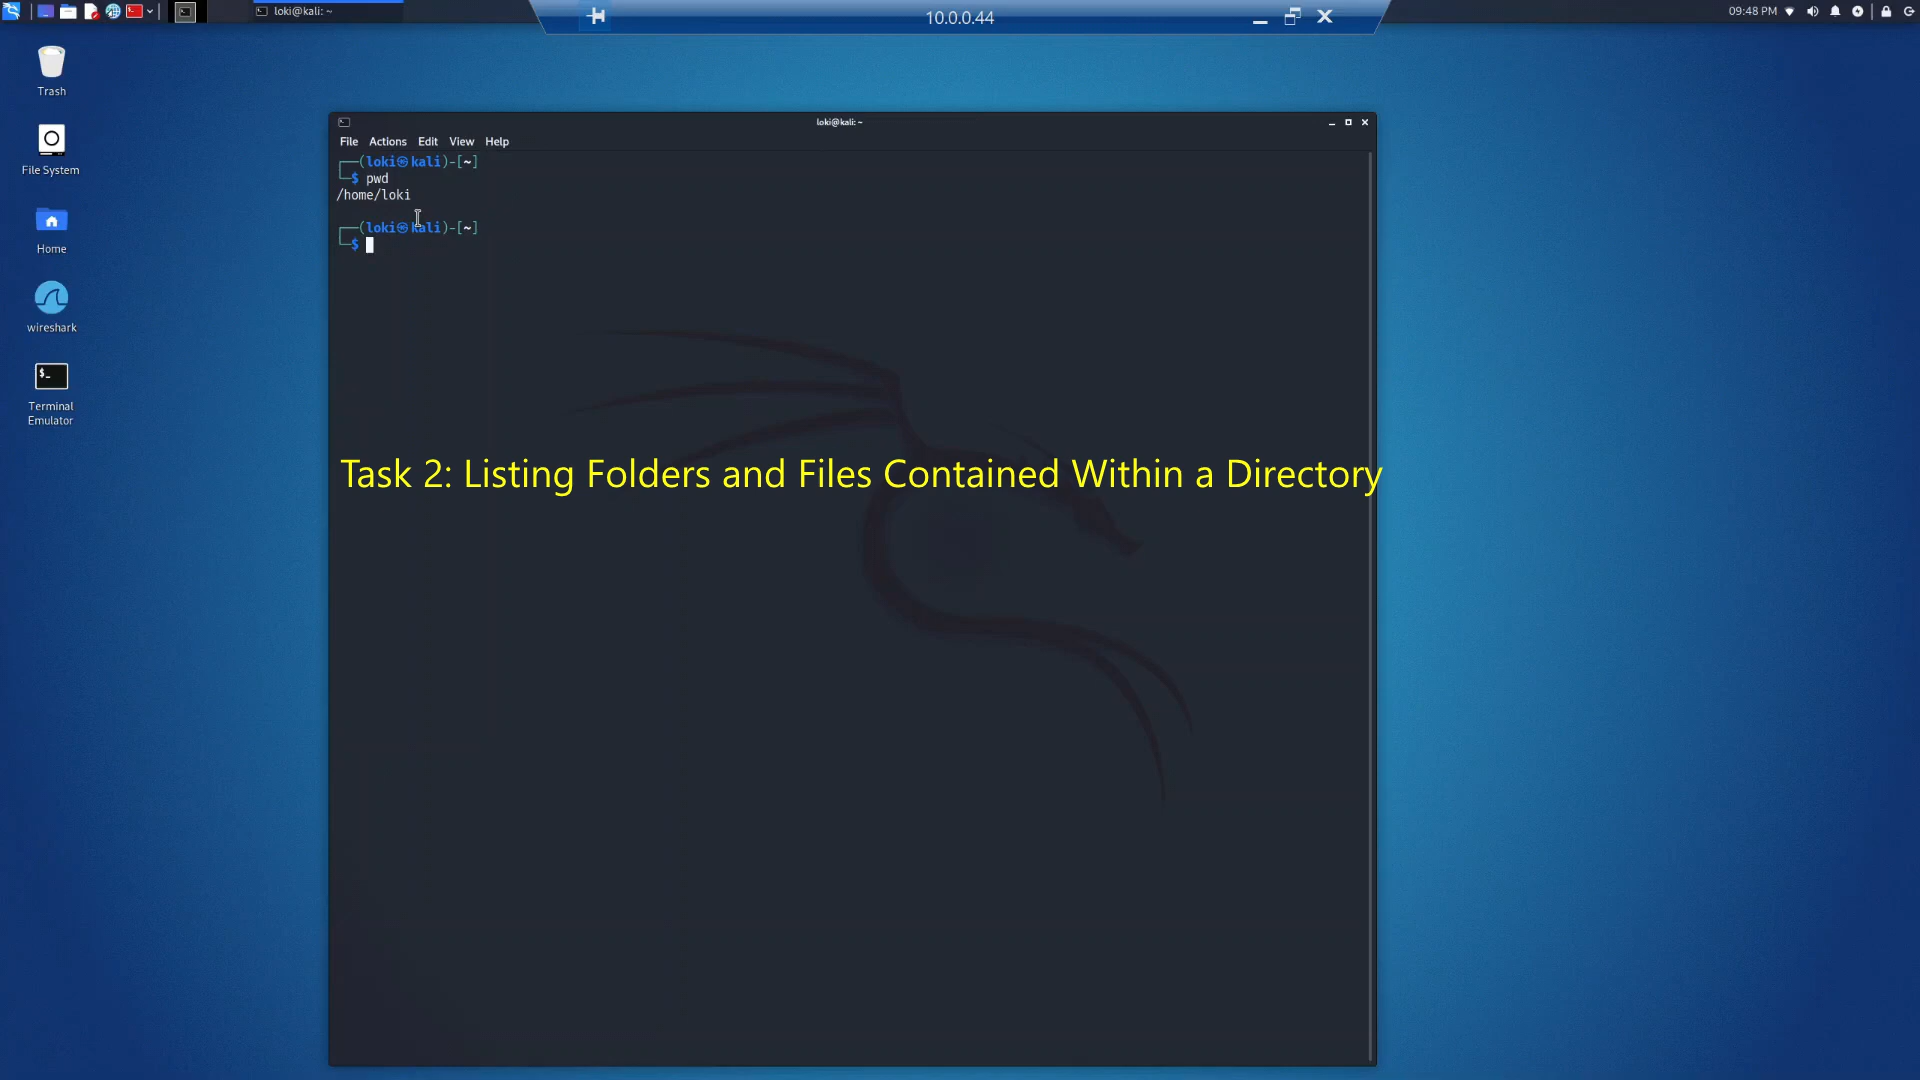 loki@kali: ~
10.0.0.44
09:48 PM
Trash
File System
Home
wireshark
Terminal
Emulator
loki@kali: ~
File Actions Edit View Help
(loki㉿kali)-[~]
$ pwd
/home/loki
(loki㉿kali)-[~]
$
Task 2: Listing Folders and Files Contained Within a Directory